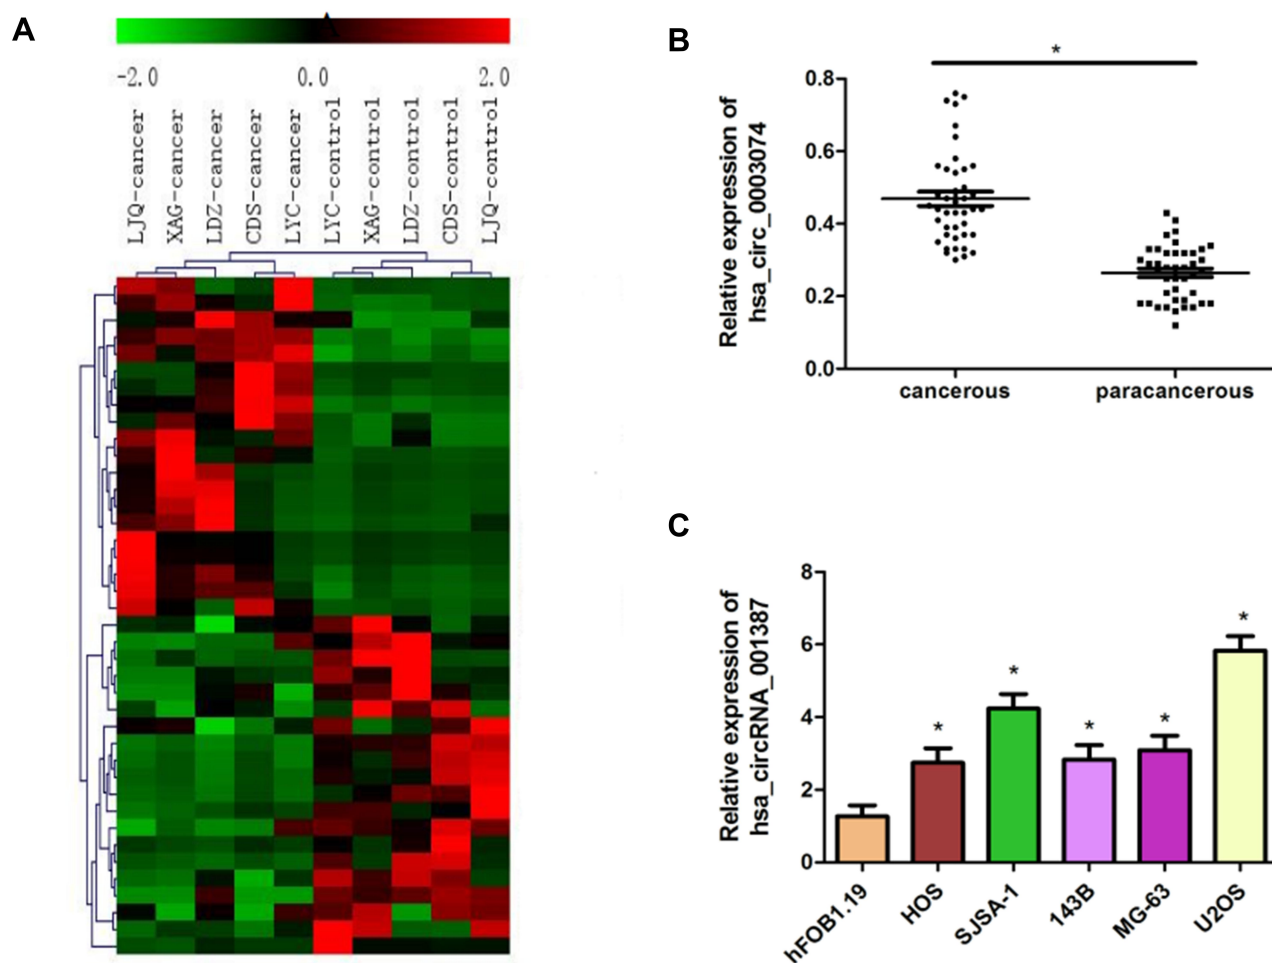 A
-2.0 0.0 2.0
LJQ-cancer
XAG-cancer
LDZ-cancer
CDS-cancer
LYC-cancer
LYC-control
XAG-control
LDZ-control
CDS-control
LJQ-control
B
*
Relative expression of
hsa_circ_0003074
0.8
0.6
0.4
0.2
0.0
cancerous paracancerous
C
Relative expression of
hsa_circRNA_001387
8
6
4
2
0
* * * * *
hFOB1.19
HOS
SJSA-1
143B
MG-63
U2OS